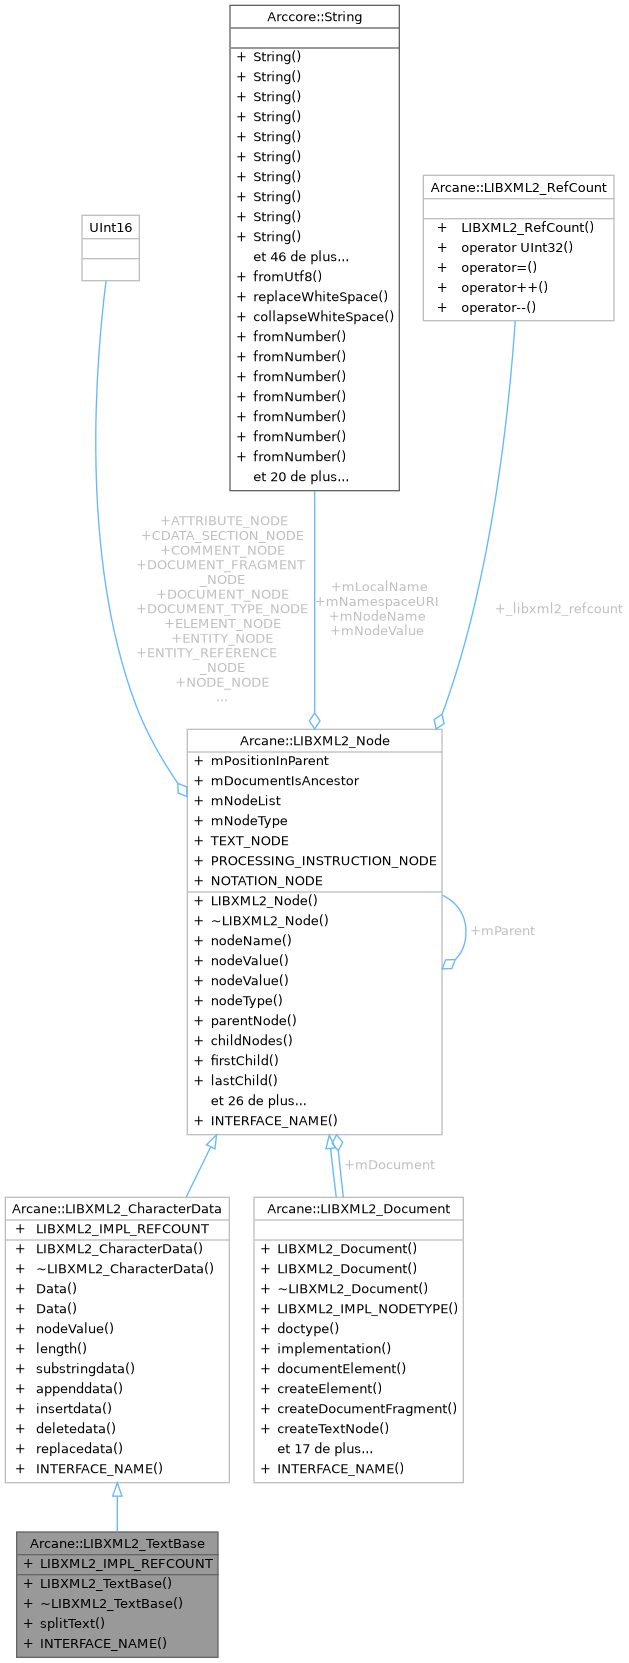 Arccore::String
+ String()
+ String()
+ String()
+ String()
+ String()
+ String()
+ String()
+ String()
+ String()
+ String()
et 46 de plus...
+ fromUtf8()
+ replaceWhiteSpace()
+ collapseWhiteSpace()
+ fromNumber()
+ fromNumber()
+ fromNumber()
+ fromNumber()
+ fromNumber()
+ fromNumber()
+ fromNumber()
et 20 de plus...
Arcane::LIBXML2_RefCount
+ LIBXML2_RefCount()
+ operator UInt32()
+ operator=()
+ operator++()
+ operator--()
UInt16
+ATTRIBUTE_NODE
+CDATA_SECTION_NODE
+COMMENT_NODE
+DOCUMENT_FRAGMENT
_NODE
+DOCUMENT_NODE
+DOCUMENT_TYPE_NODE
+ELEMENT_NODE
+ENTITY_NODE
+ENTITY_REFERENCE
_NODE
+NODE_NODE
...
+mLocalName
+mNamespaceURI
+mNodeName
+mNodeValue
+_libxml2_refcount
Arcane::LIBXML2_Node
+ mPositionInParent
+ mDocumentIsAncestor
+ mNodeList
+ mNodeType
+ TEXT_NODE
+ PROCESSING_INSTRUCTION_NODE
+ NOTATION_NODE
+ LIBXML2_Node()
+ ~LIBXML2_Node()
+ nodeName()
+ nodeValue()
+ nodeValue()
+ nodeType()
+ parentNode()
+ childNodes()
+ firstChild()
+ lastChild()
et 26 de plus...
+ INTERFACE_NAME()
+mParent
+mDocument
Arcane::LIBXML2_CharacterData
+ LIBXML2_IMPL_REFCOUNT
+ LIBXML2_CharacterData()
+ ~LIBXML2_CharacterData()
+ Data()
+ Data()
+ nodeValue()
+ length()
+ substringdata()
+ appenddata()
+ insertdata()
+ deletedata()
+ replacedata()
+ INTERFACE_NAME()
Arcane::LIBXML2_Document
+ LIBXML2_Document()
+ LIBXML2_Document()
+ ~LIBXML2_Document()
+ LIBXML2_IMPL_NODETYPE()
+ doctype()
+ implementation()
+ documentElement()
+ createElement()
+ createDocumentFragment()
+ createTextNode()
et 17 de plus...
+ INTERFACE_NAME()
Arcane::LIBXML2_TextBase
+ LIBXML2_IMPL_REFCOUNT
+ LIBXML2_TextBase()
+ ~LIBXML2_TextBase()
+ splitText()
+ INTERFACE_NAME()